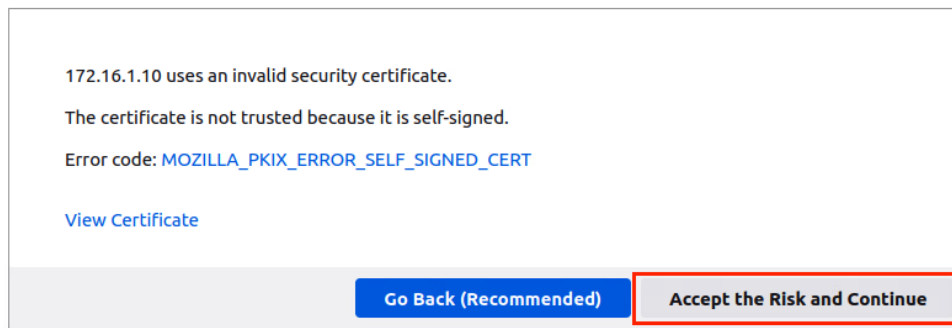 172.16.1.10 uses an invalid security certificate.
The certificate is not trusted because it is self-signed.
Error code: MOZILLA_PKIX_ERROR_SELF_SIGNED_CERT
View Certificate
Go Back (Recommended) Accept the Risk and Continue